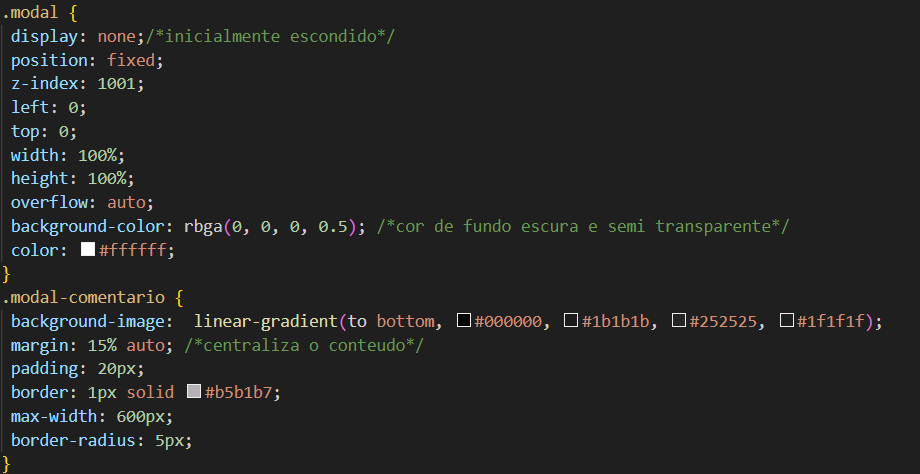 .modal {
display: none;/*inicialmente escondido*/
position: fixed;
z-index: 1001;
left: 0;
top: 0;
width: 100%;
height: 100%;
overflow: auto;
background-color: rbga(0, 0, 0, 0.5); /*cor de fundo escura e semi transparente*/
color: #ffffff;
}
.modal-comentario {
background-image:  linear-gradient(to bottom, #000000, #1b1b1b, #252525, #1f1f1f);
margin: 15% auto; /*centraliza o conteudo*/
padding: 20px;
border: 1px solid #b5b1b7;
max-width: 600px;
border-radius: 5px;
}